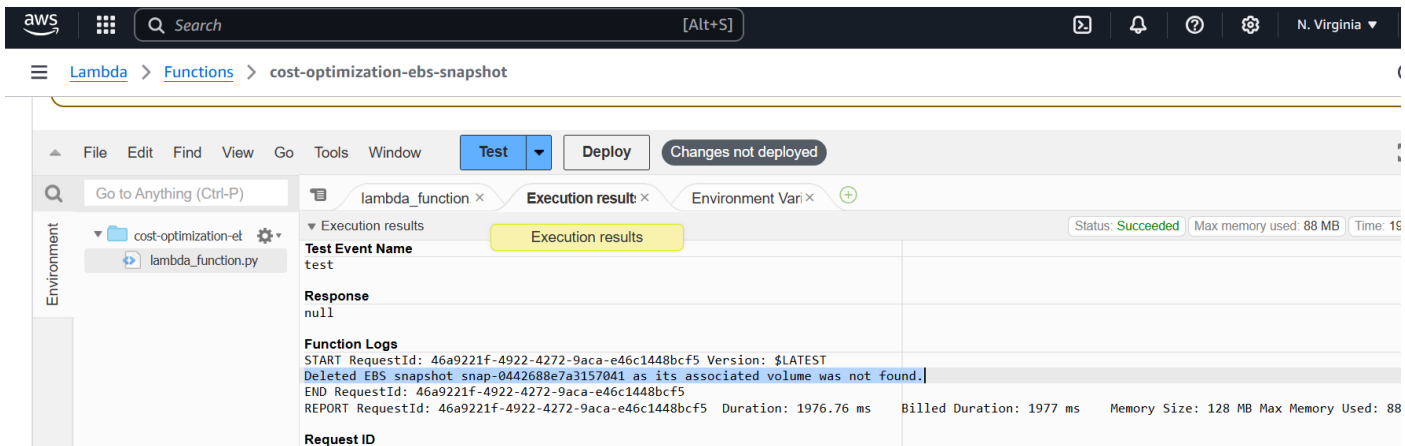 aws Search [Alt+S] N. Virginia
Lambda > Functions > cost-optimization-ebs-snapshot
File Edit Find View Go Tools Window Test Deploy Changes not deployed
Go to Anything (Ctrl-P) lambda_function Execution result Environment Vari
Environment
cost-optimization-eb
lambda_function.py
Execution results Status: Succeeded Max memory used: 88 MB Time: 19
Execution results
Test Event Name
test
Response
null
Function Logs
START RequestId: 46a9221f-4922-4272-9aca-e46c1448bcf5 Version: $LATEST
Deleted EBS snapshot snap-0442688e7a3157041 as its associated volume was not found.
END RequestId: 46a9221f-4922-4272-9aca-e46c1448bcf5
REPORT RequestId: 46a9221f-4922-4272-9aca-e46c1448bcf5 Duration: 1976.76 ms Billed Duration: 1977 ms Memory Size: 128 MB Max Memory Used: 88
Request ID